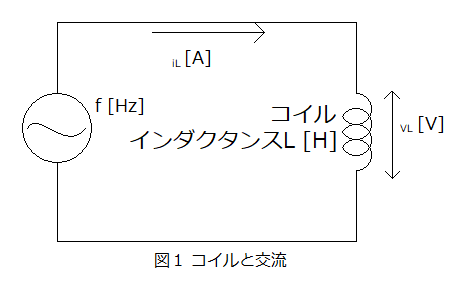 iL [A]
f [Hz]
コイル
インダクタンスL [H]
vL [V]
図1 コイルと交流